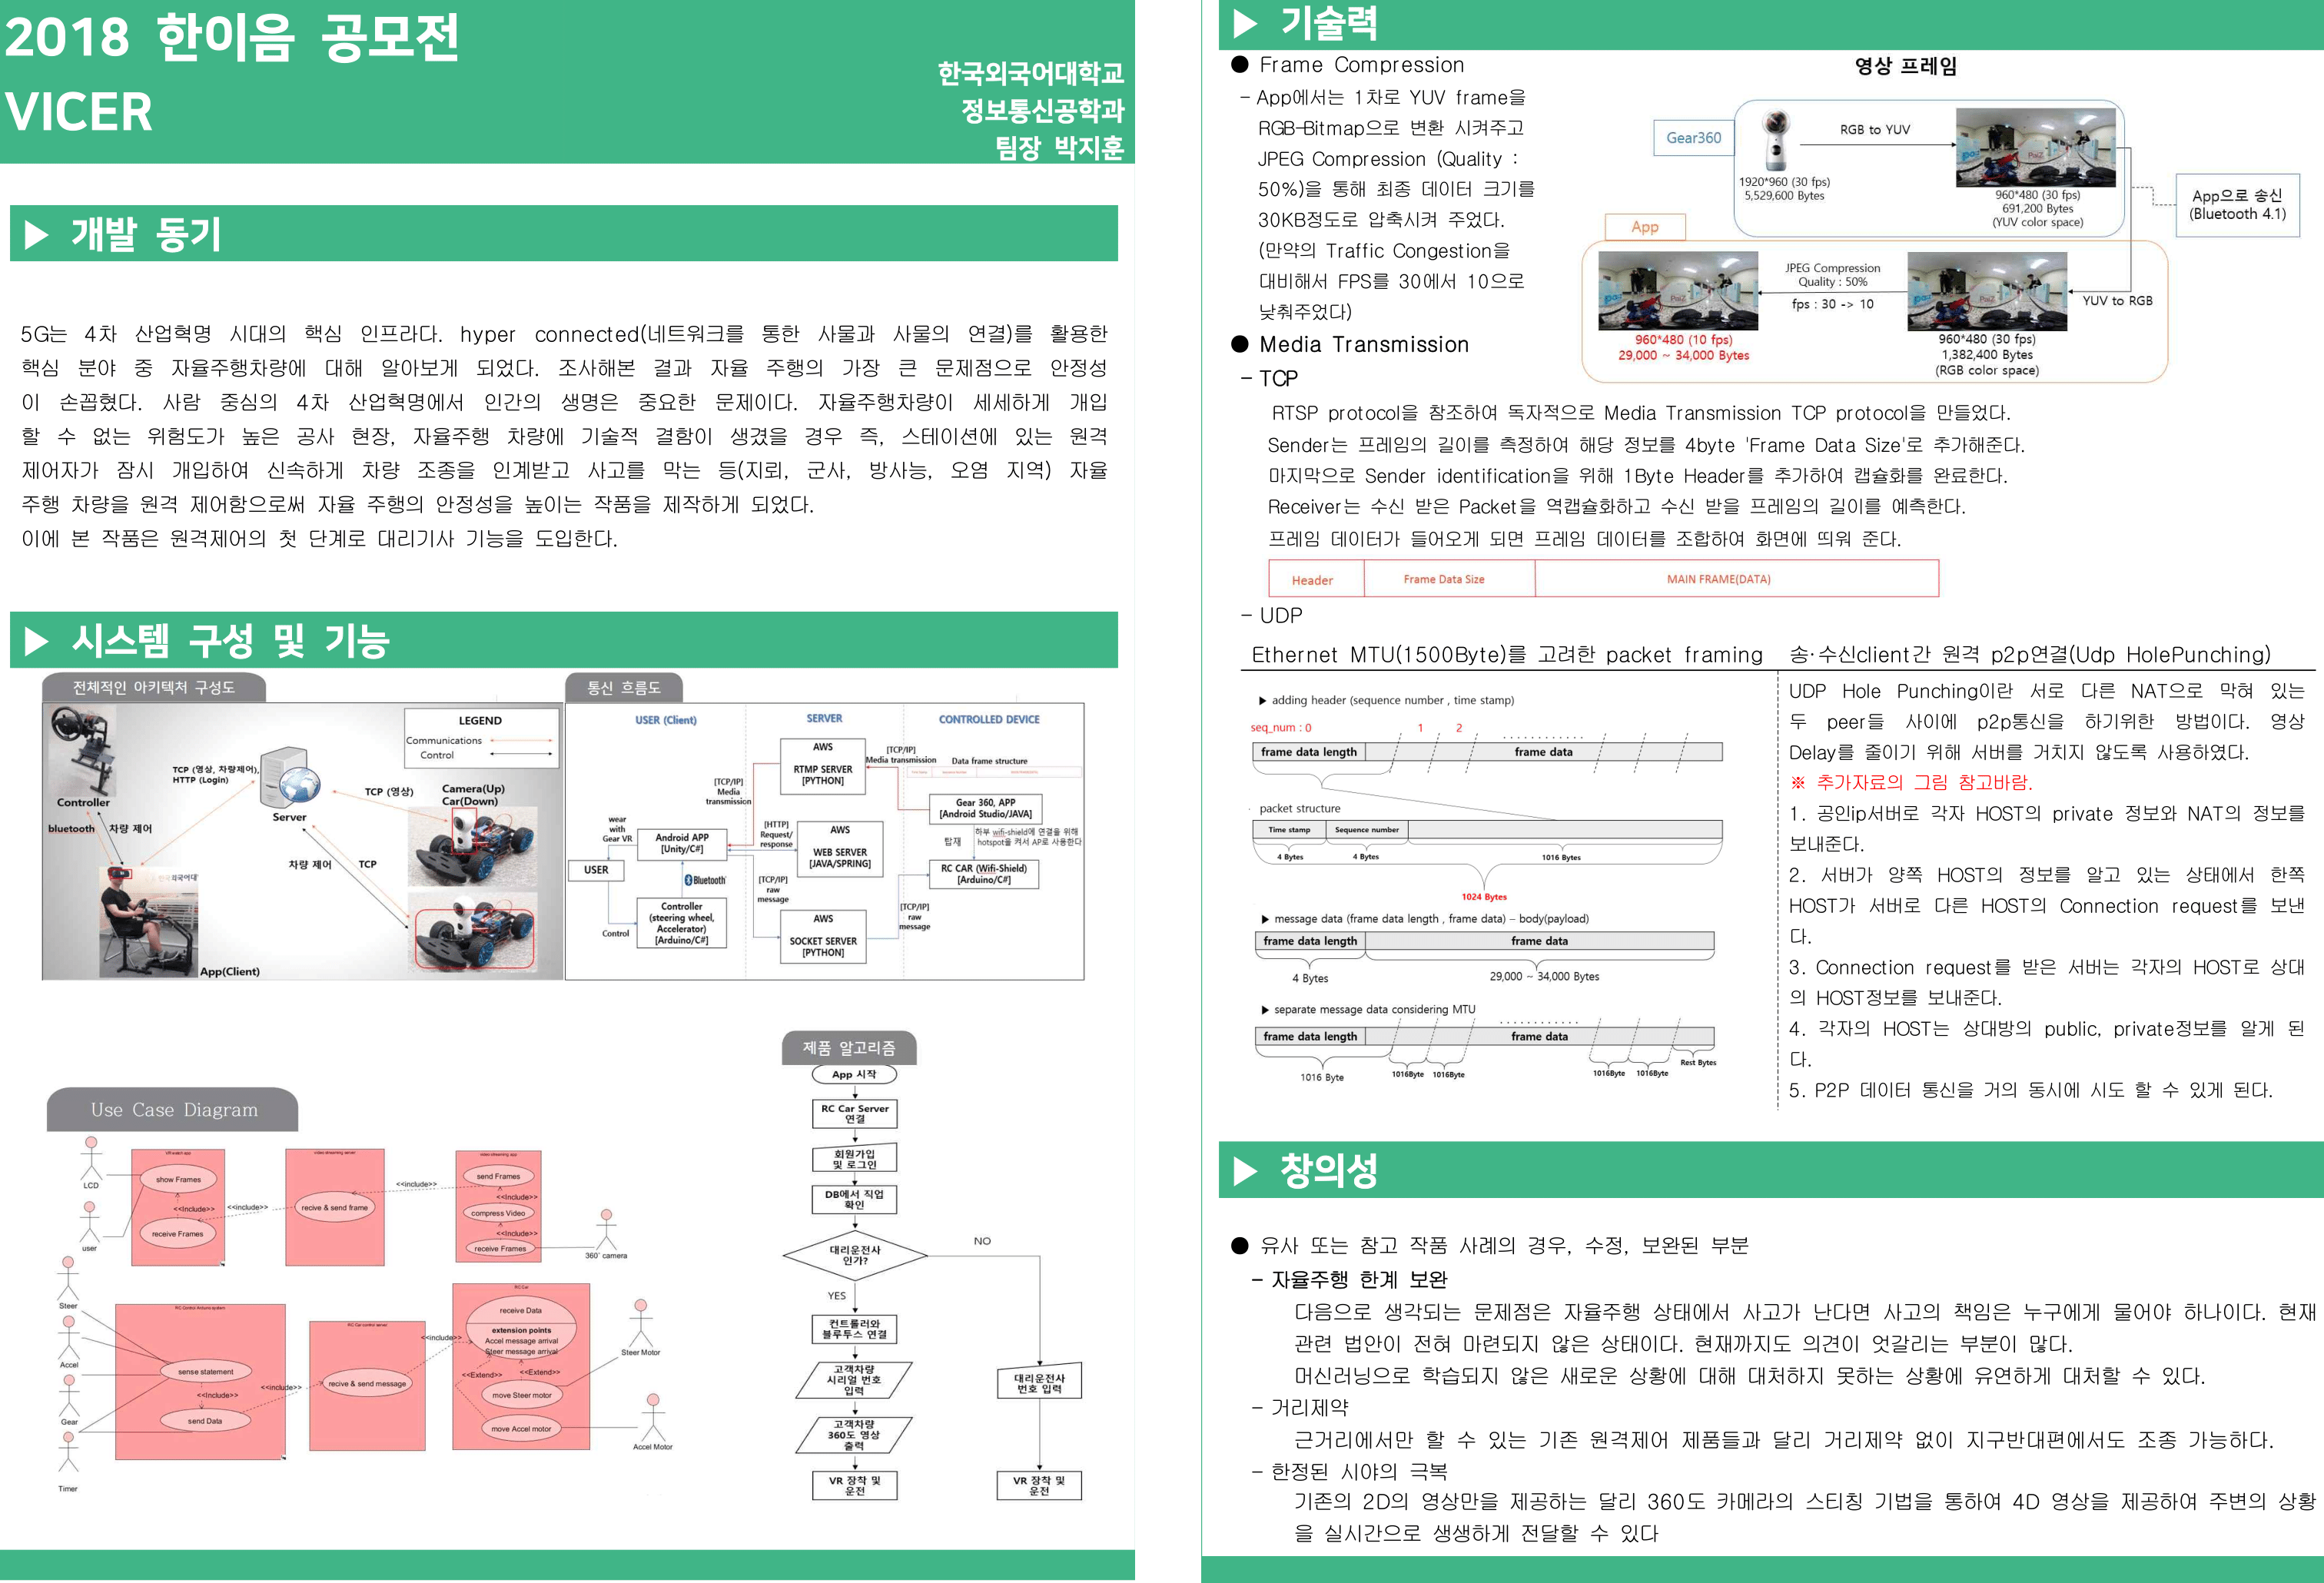 2018 한이음 공모전
VICER
한국외국어대학교
정보통신공학과
팀장 박지훈
▶ 개발 동기
5G는 4차 산업혁명 시대의 핵심 인프라다. hyper connected(네트워크를 통한 사물과 사물의 연결)를 활용한
핵심 분야 중 자율주행차량에 대해 알아보게 되었다. 조사해본 결과 자율 주행의 가장 큰 문제점으로 안정성
이 손꼽혔다. 사람 중심의 4차 산업혁명에서 인간의 생명은 중요한 문제이다. 자율주행차량이 세세하게 개입
할 수 없는 위험도가 높은 공사 현장, 자율주행 차량에 기술적 결함이 생겼을 경우 즉, 스테이션에 있는 원격
제어자가 잠시 개입하여 신속하게 차량 조종을 인계받고 사고를 막는 등(지뢰, 군사, 방사능, 오염 지역) 자율
주행 차량을 원격 제어함으로써 자율 주행의 안정성을 높이는 작품을 제작하게 되었다.
이에 본 작품은 원격제어의 첫 단계로 대리기사 기능을 도입한다.
▶ 시스템 구성 및 기능
전체적인 아키텍처 구성도
LEGEND
Communications
Control
TCP (영상, 차량제어),
HTTP (Login)
Controller
bluetooth
차량 제어
Server
TCP (영상)
Camera(Up)
Car(Down)
차량 제어
TCP
App(Client)
통신 흐름도
USER (Client)
SERVER
CONTROLLED DEVICE
AWS
RTMP SERVER
[PYTHON]
[TCP/IP]
Media transmission
Data frame structure
[TCP/IP]
Media
transmission
Gear 360, APP
[Android Studio/JAVA]
wear
with
Gear VR
Android APP
[Unity/C#]
[HTTP]
Request/
response
AWS
WEB SERVER
[JAVA/SPRING]
탑재
하부 wifi-shield에 연결을 위해
hotspot를 켜서 AP로 사용한다
USER
RC CAR (Wifi-Shield)
[Arduino/C#]
Bluetooth
[TCP/IP]
raw
message
Controller
(steering wheel,
Accelerator)
[Arduino/C#]
Control
AWS
SOCKET SERVER
[PYTHON]
[TCP/IP]
raw
message
Use Case Diagram
LCD
user
show Frames
<<Include>>
receive Frames
<<include>>
video streaming server
recive & send frame
<<include>>
video streaming app
send Frames
<<Include>>
compress Video
<<Include>>
receive Frames
360° camera
Steer
Accel
Gear
Timer
RC Control Arduino system
sense statement
<<Include>>
send Data
<<include>>
RC Car control server
recive & send message
<<include>>
RC Car
receive Data
extension points
Accel message arrival
Steer message arrival
<<Extend>>
<<Extend>>
move Steer motor
move Accel motor
Steer Motor
Accel Motor
제품 알고리즘
App 시작
RC Car Server
연결
회원가입
및 로그인
DB에서 직업
확인
대리운전사
인가?
NO
YES
컨트롤러와
블루투스 연결
고객차량
시리얼 번호
입력
대리운전사
번호 입력
고객차량
360도 영상
출력
VR 장착 및
운전
VR 장착 및
운전
▶ 기술력
● Frame Compression
- App에서는 1차로 YUV frame을
RGB-Bitmap으로 변환 시켜주고
JPEG Compression (Quality :
50%)을 통해 최종 데이터 크기를
30KB정도로 압축시켜 주었다.
(만약의 Traffic Congestion을
대비해서 FPS를 30에서 10으로
낮춰주었다)
영상 프레임
Gear360
RGB to YUV
1920*960 (30 fps)
5,529,600 Bytes
960*480 (30 fps)
691,200 Bytes
(YUV color space)
App으로 송신
(Bluetooth 4.1)
App
JPEG Compression
Quality : 50%
fps : 30 -> 10
YUV to RGB
960*480 (10 fps)
29,000 ~ 34,000 Bytes
960*480 (30 fps)
1,382,400 Bytes
(RGB color space)
● Media Transmission
- TCP
RTSP protocol을 참조하여 독자적으로 Media Transmission TCP protocol을 만들었다.
Sender는 프레임의 길이를 측정하여 해당 정보를 4byte 'Frame Data Size'로 추가해준다.
마지막으로 Sender identification을 위해 1Byte Header를 추가하여 캡슐화를 완료한다.
Receiver는 수신 받은 Packet을 역캡슐화하고 수신 받을 프레임의 길이를 예측한다.
프레임 데이터가 들어오게 되면 프레임 데이터를 조합하여 화면에 띄워 준다.
Header
Frame Data Size
MAIN FRAME(DATA)
- UDP
Ethernet MTU(1500Byte)를 고려한 packet framing
▶ adding header (sequence number , time stamp)
seq_num : 0
1
2
frame data length
frame data
packet structure
Time stamp
Sequence number
4 Bytes
4 Bytes
1016 Bytes
1024 Bytes
▶ message data (frame data length , frame data) – body(payload)
frame data length
frame data
4 Bytes
29,000 ~ 34,000 Bytes
▶ separate message data considering MTU
frame data length
frame data
1016 Byte
1016Byte
1016Byte
1016Byte
1016Byte
Rest Bytes
송·수신client간 원격 p2p연결(Udp HolePunching)
UDP Hole Punching이란 서로 다른 NAT으로 막혀 있는
두 peer들 사이에 p2p통신을 하기위한 방법이다. 영상
Delay를 줄이기 위해 서버를 거치지 않도록 사용하였다.
※ 추가자료의 그림 참고바람.
1. 공인ip서버로 각자 HOST의 private 정보와 NAT의 정보를
보내준다.
2. 서버가 양쪽 HOST의 정보를 알고 있는 상태에서 한쪽
HOST가 서버로 다른 HOST의 Connection request를 보낸
다.
3. Connection request를 받은 서버는 각자의 HOST로 상대
의 HOST정보를 보내준다.
4. 각자의 HOST는 상대방의 public, private정보를 알게 된
다.
5. P2P 데이터 통신을 거의 동시에 시도 할 수 있게 된다.
▶ 창의성
● 유사 또는 참고 작품 사례의 경우, 수정, 보완된 부분
- 자율주행 한계 보완
다음으로 생각되는 문제점은 자율주행 상태에서 사고가 난다면 사고의 책임은 누구에게 물어야 하나이다. 현재
관련 법안이 전혀 마련되지 않은 상태이다. 현재까지도 의견이 엇갈리는 부분이 많다.
머신러닝으로 학습되지 않은 새로운 상황에 대해 대처하지 못하는 상황에 유연하게 대처할 수 있다.
- 거리제약
근거리에서만 할 수 있는 기존 원격제어 제품들과 달리 거리제약 없이 지구반대편에서도 조종 가능하다.
- 한정된 시야의 극복
기존의 2D의 영상만을 제공하는 달리 360도 카메라의 스티칭 기법을 통하여 4D 영상을 제공하여 주변의 상황
을 실시간으로 생생하게 전달할 수 있다